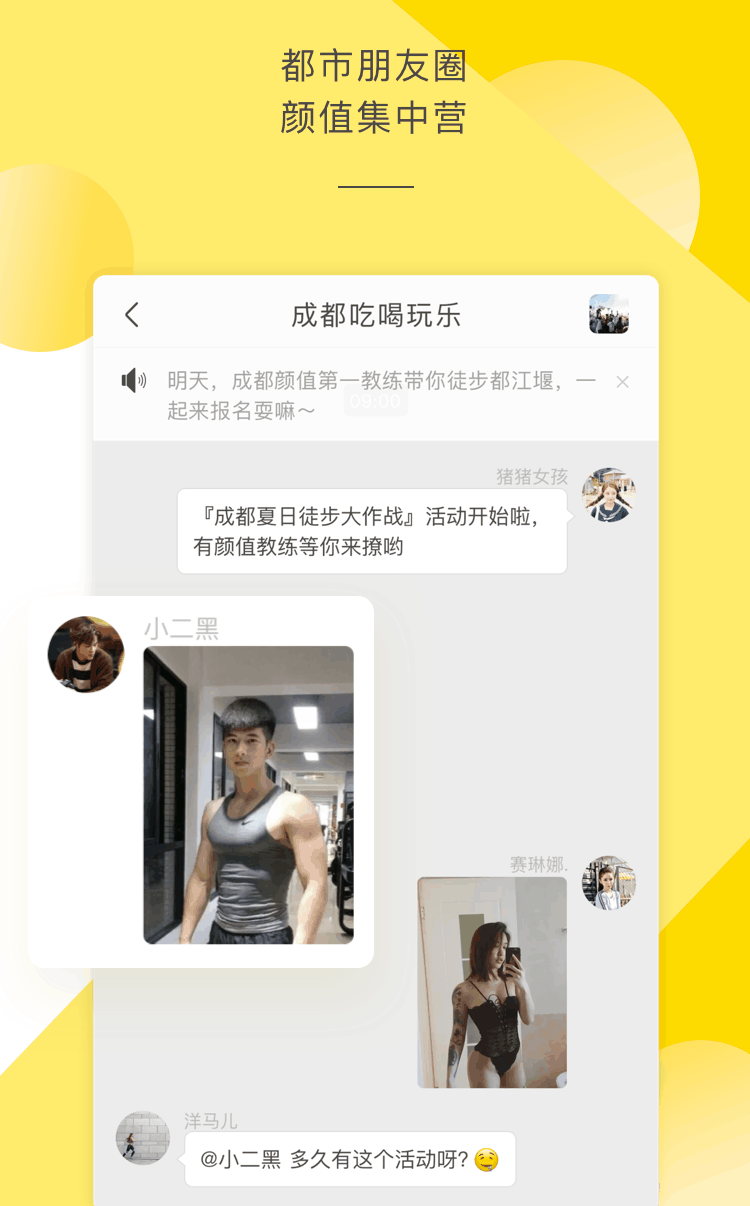 都市朋友圈
颜值集中营
成都吃喝玩乐
明天，成都颜值第一教练带你徒步都江堰，一
起来报名耍嘛～
09:00
猪猪女孩
『成都夏日徒步大作战』活动开始啦，
有颜值教练等你来撩哟
小二黑
赛琳娜.
洋马儿
@小二黑 多久有这个活动呀?